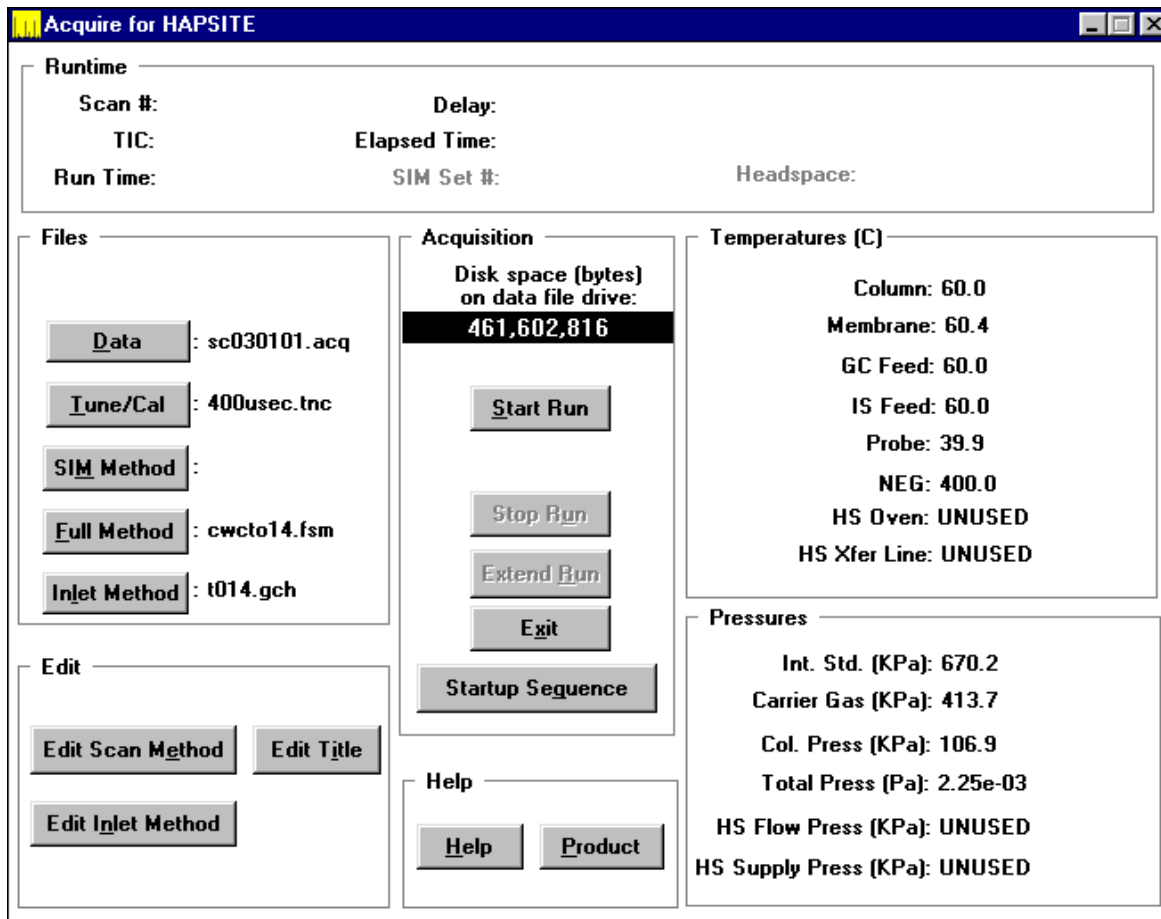 Acquire for HAPSITE
Runtime
Scan #:
Delay:
TIC:
Elapsed Time:
Run Time:
SIM Set #:
Headspace:
Files
Data : sc030101.acq
Tune/Cal : 400usec.tnc
SIM Method :
Full Method : cwcto14.fsm
Inlet Method : t014.gch
Edit
Edit Scan Method
Edit Title
Edit Inlet Method
Acquisition
Disk space (bytes)
on data file drive:
461,602,816
Start Run
Stop Run
Extend Run
Exit
Startup Sequence
Help
Help
Product
Temperatures (C)
Column: 60.0
Membrane: 60.4
GC Feed: 60.0
IS Feed: 60.0
Probe: 39.9
NEG: 400.0
HS Oven: UNUSED
HS Xfer Line: UNUSED
Pressures
Int. Std. (KPa): 670.2
Carrier Gas (KPa): 413.7
Col. Press (KPa): 106.9
Total Press (Pa): 2.25e-03
HS Flow Press (KPa): UNUSED
HS Supply Press (KPa): UNUSED